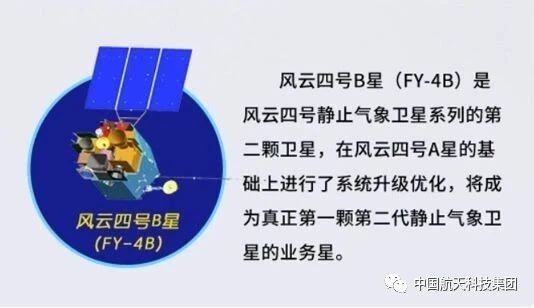 风云四号B星（FY-4B）是
风云四号静止气象卫星系列的第
二颗卫星，在风云四号A星的基
础上进行了系统升级优化，将成
为真正第一颗第二代静止气象卫
星的业务星。
风云四号B星
(FY-4B)
中国航天科技集团